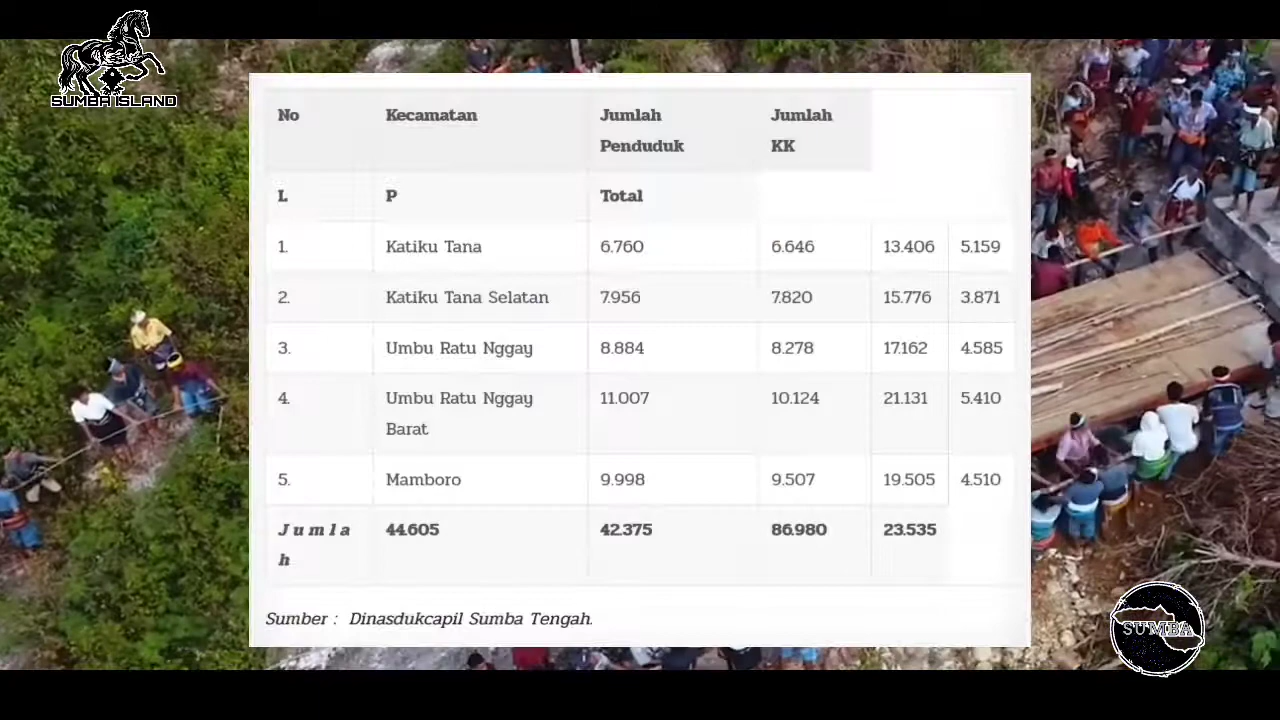 SUMBA ISLAND
No Kecamatan Jumlah Penduduk Jumlah KK
L P Total
1. Katiku Tana 6.760 6.646 13.406 5.159
2. Katiku Tana Selatan 7.956 7.820 15.776 3.871
3. Umbu Ratu Nggay 8.884 8.278 17.162 4.585
4. Umbu Ratu Nggay Barat 11.007 10.124 21.131 5.410
5. Mamboro 9.998 9.507 19.505 4.510
Jumlah 44.605 42.375 86.980 23.535
Sumber : Dinasdukcapil Sumba Tengah.
SUMBA